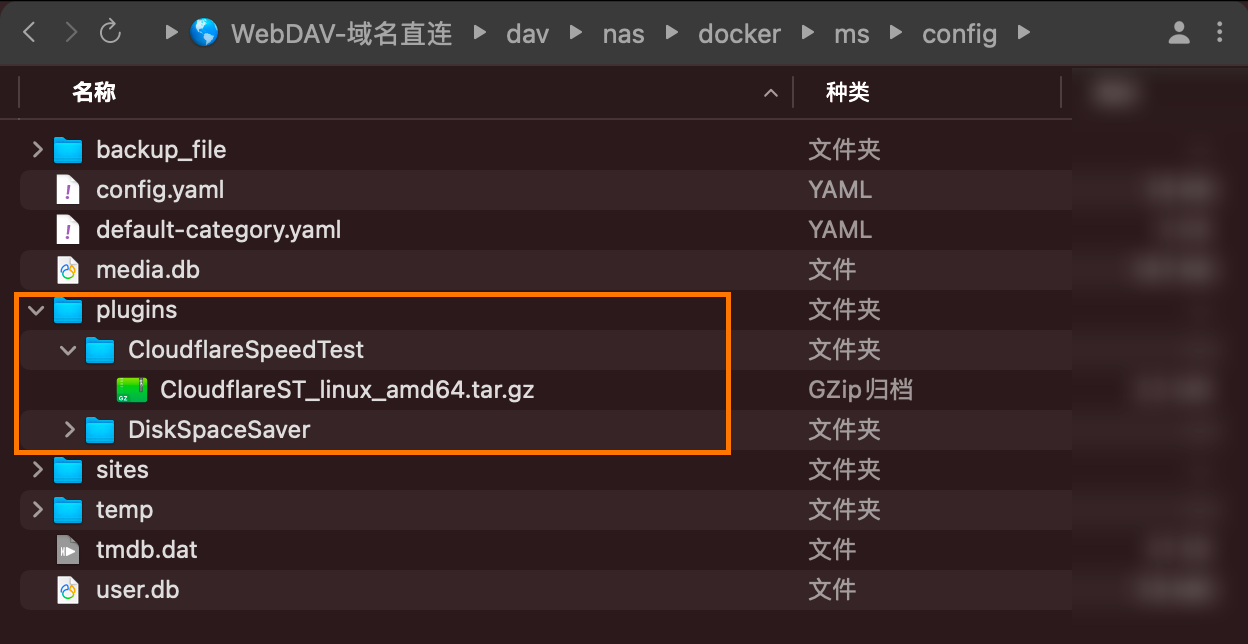 WebDAV-域名直连 dav nas docker ms config
名称 种类
backup_file 文件夹
config.yaml YAML
default-category.yaml YAML
media.db 文件
plugins 文件夹
CloudflareSpeedTest 文件夹
CloudflareST_linux_amd64.tar.gz GZip归档
DiskSpaceSaver 文件夹
sites 文件夹
temp 文件夹
tmdb.dat 文件
user.db 文件